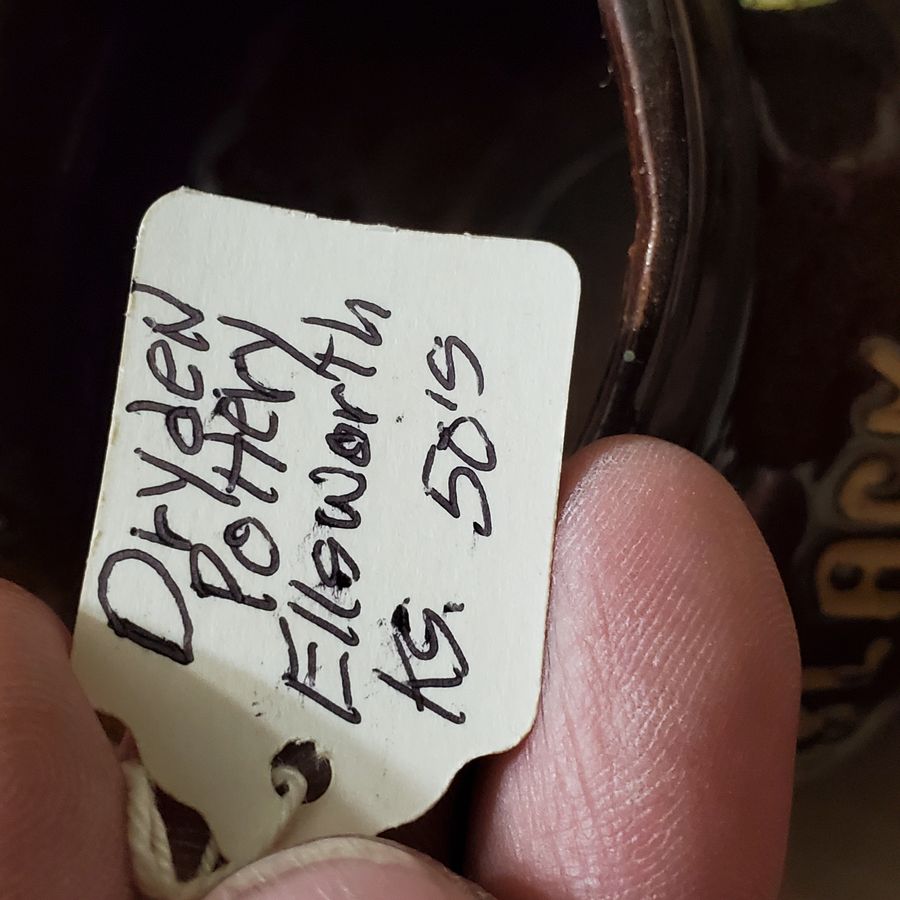 Dryden
Pottery
Ellsworth
KS. 50's